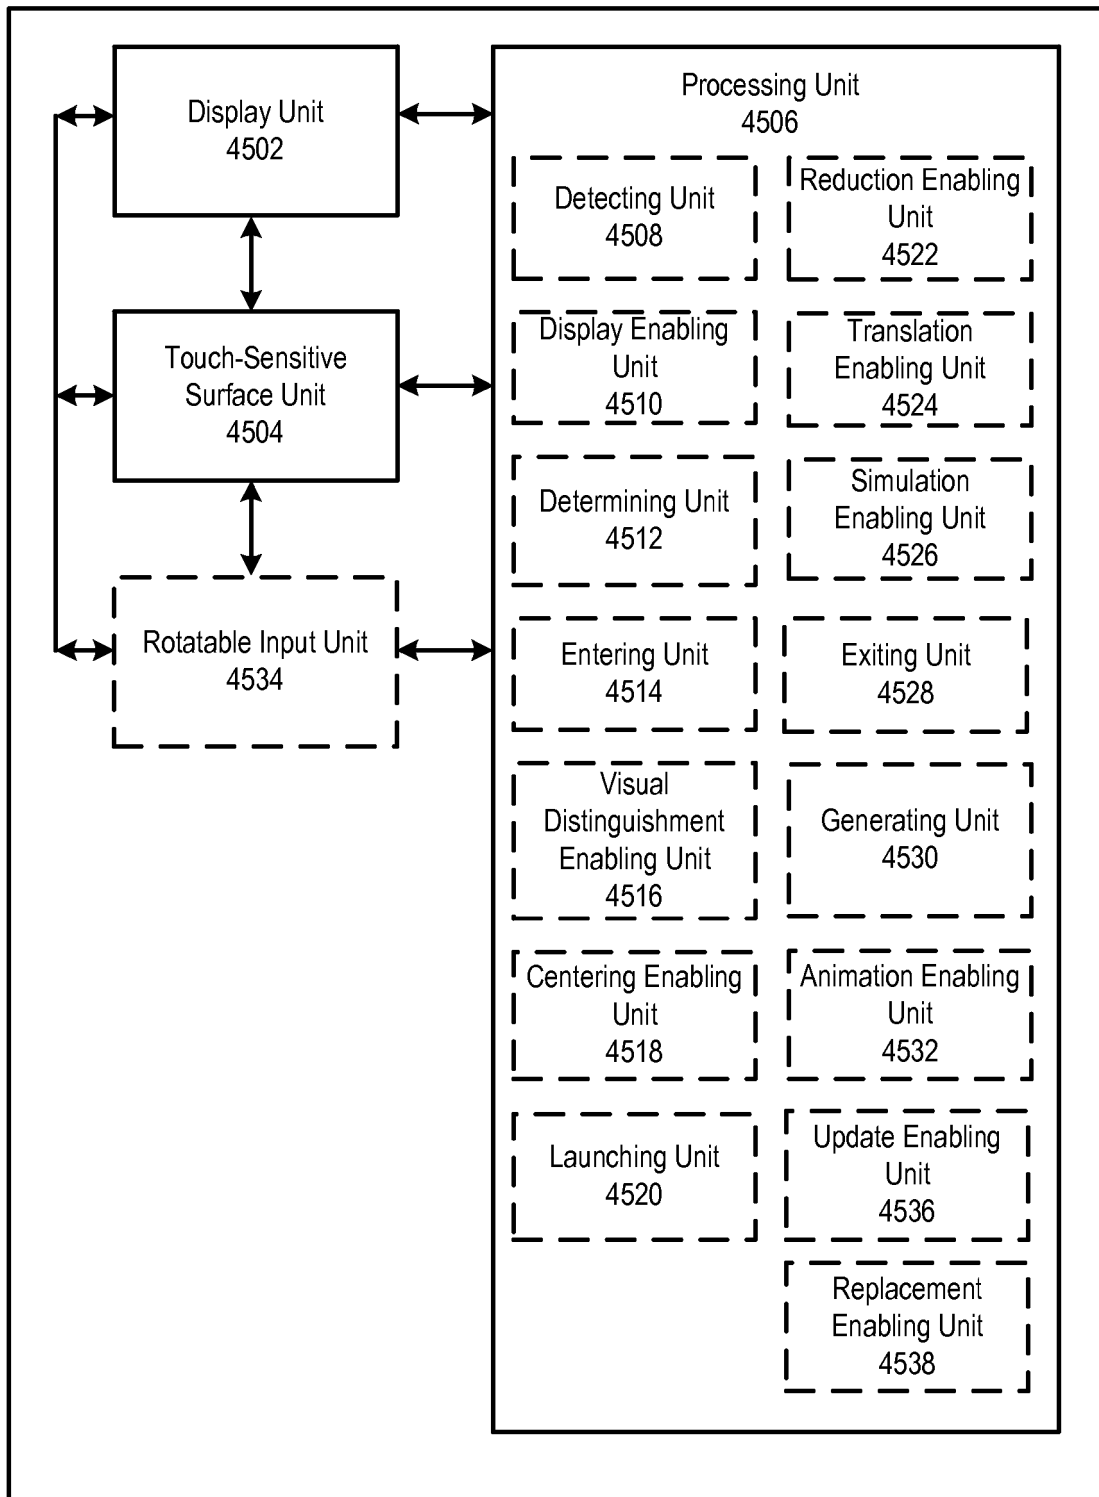 Display Unit
4502
Touch-Sensitive
Surface Unit
4504
Rotatable Input Unit
4534
Processing Unit
4506
Detecting Unit
4508
Display Enabling
Unit
4510
Determining Unit
4512
Entering Unit
4514
Visual
Distinguishment
Enabling Unit
4516
Centering Enabling
Unit
4518
Launching Unit
4520
Reduction Enabling
Unit
4522
Translation
Enabling Unit
4524
Simulation
Enabling Unit
4526
Exiting Unit
4528
Generating Unit
4530
Animation Enabling
Unit
4532
Update Enabling
Unit
4536
Replacement
Enabling Unit
4538